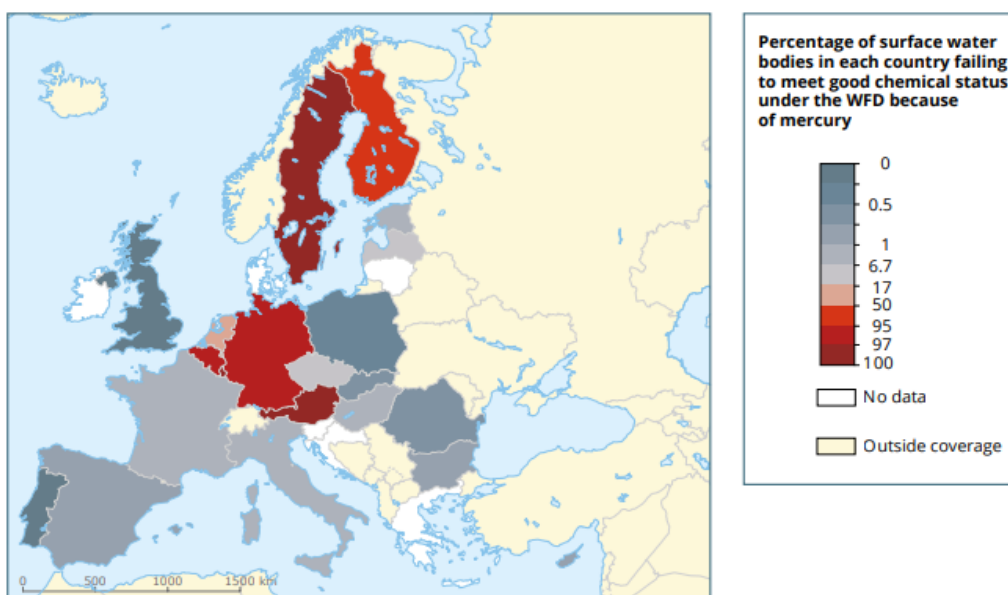 Percentage of surface water
bodies in each country failing
to meet good chemical status
under the WFD because
of mercury
0
0.5
1
6.7
17
50
95
97
100
No data
Outside coverage
0 500 1000 1500 km